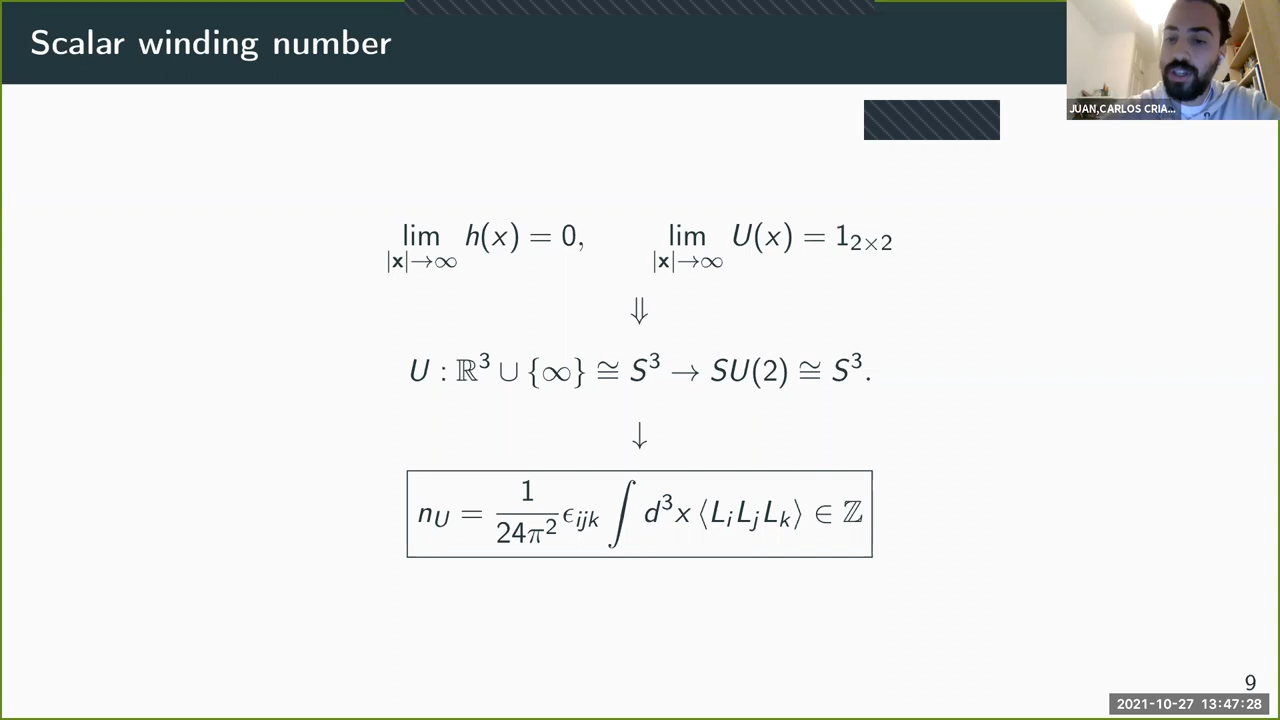 Scalar winding number
JUAN,CARLOS CRIA...
lim h(x) = 0, lim U(x) = 1₂ₓ₂
|x|→∞ |x|→∞
⇓
U : ℝ³ ∪ {∞} ≅ S³ → SU(2) ≅ S³.
↓
n_U = 1/(24π²) ϵ_ijk ∫ d³x ⟨L_i L_j L_k⟩ ∈ ℤ
9
2021-10-27 13:47:28